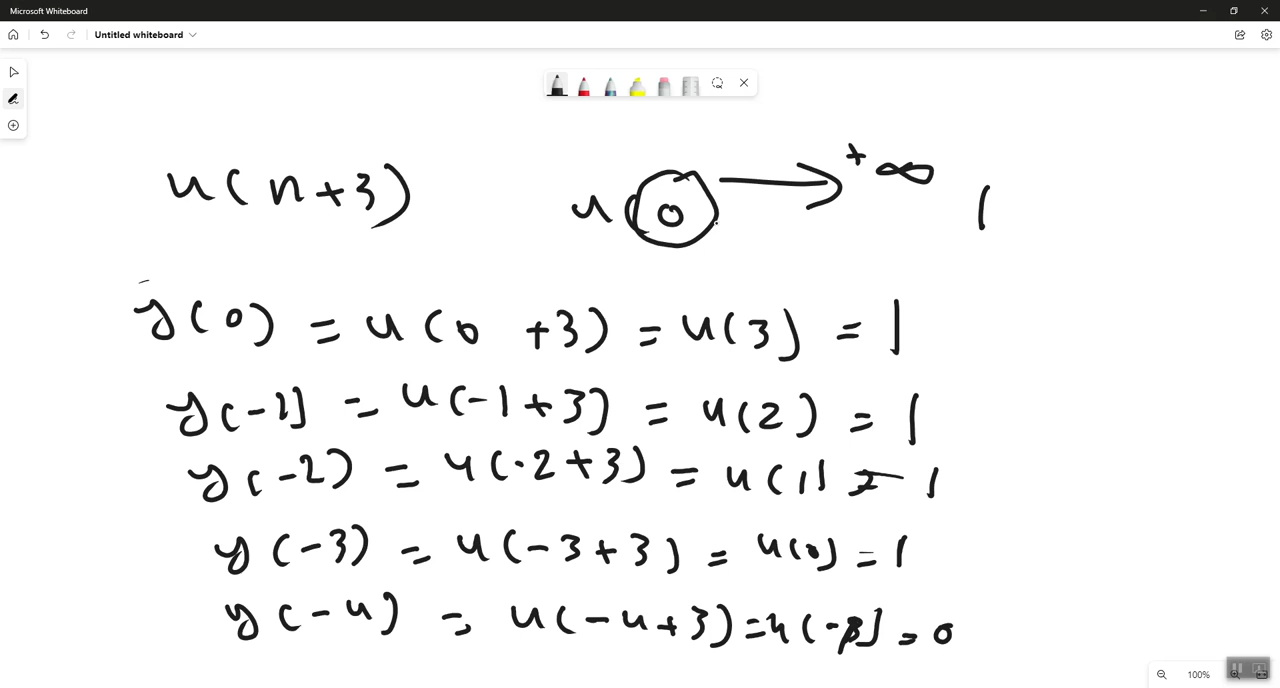 Microsoft Whiteboard
Untitled whiteboard
u(n+3) u(0 → +∞ 1
y(0) = u(0 +3) = u(3) = 1
y(-1] = u(-1+3) = u(2) = 1
y(-2) = u(-2+3) = u(1) = 1
y(-3) = u(-3+3) = u(0) = 1
y(-4) = u(-4+3) = u( = 0
100%